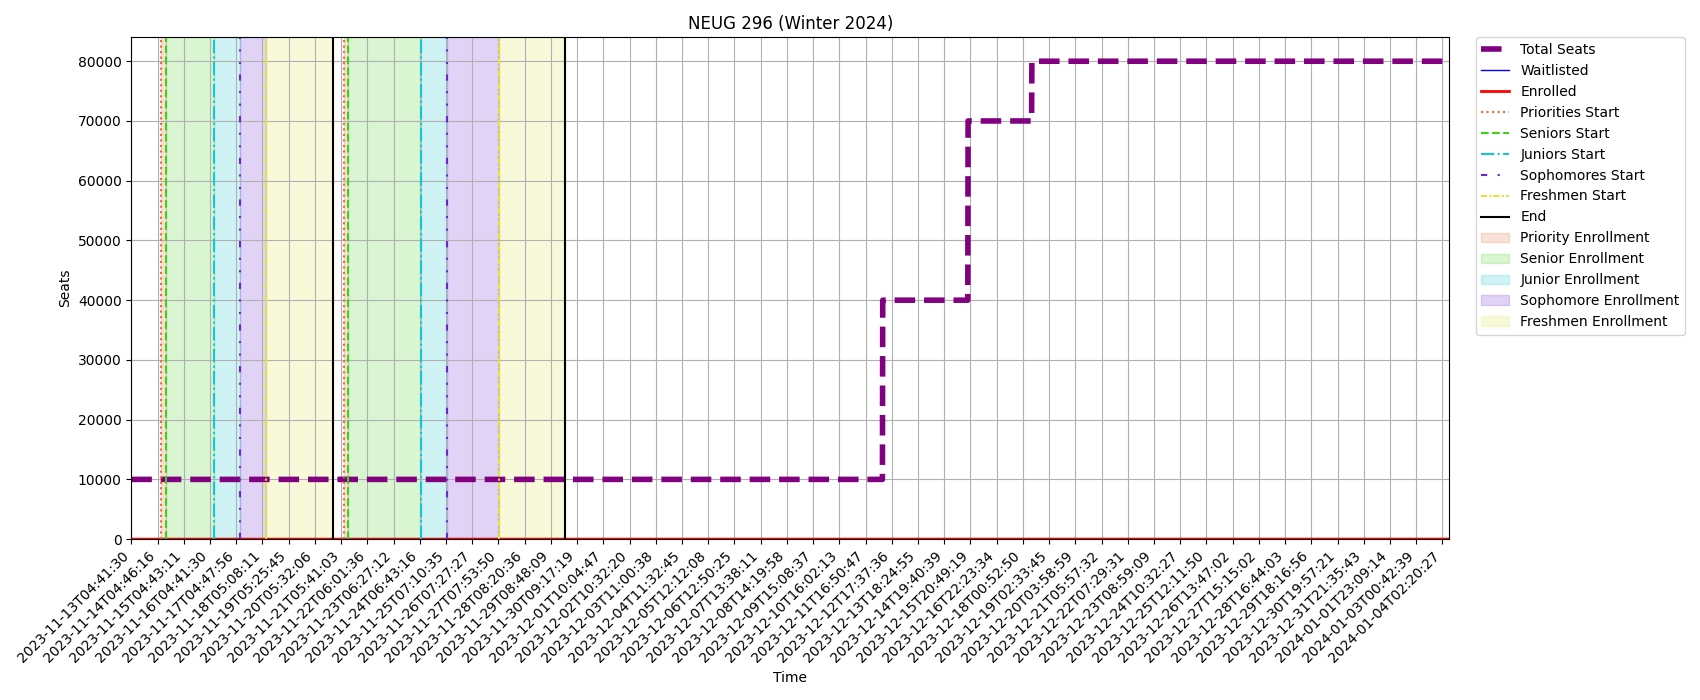 NEUG 296 (Winter 2024)
80000
70000
60000
50000
40000
30000
20000
10000
0
Seats
2023-11-13T04:41:30
2023-11-14T04:46:16
2023-11-15T04:43:11
2023-11-16T04:41:30
2023-11-17T04:47:56
2023-11-18T05:08:11
2023-11-19T05:25:45
2023-11-20T05:32:06
2023-11-21T05:41:03
2023-11-22T06:01:36
2023-11-23T06:27:12
2023-11-24T06:43:16
2023-11-25T07:10:35
2023-11-26T07:27:27
2023-11-27T07:53:50
2023-11-28T08:20:36
2023-11-29T08:48:09
2023-11-30T09:17:19
2023-12-01T10:04:47
2023-12-02T10:32:20
2023-12-03T11:00:38
2023-12-04T11:32:45
2023-12-05T12:12:08
2023-12-06T12:50:25
2023-12-07T13:38:11
2023-12-08T14:19:58
2023-12-09T15:08:37
2023-12-10T16:02:13
2023-12-11T16:50:47
2023-12-12T17:37:36
2023-12-13T18:24:55
2023-12-14T19:40:39
2023-12-15T20:49:19
2023-12-16T22:23:34
2023-12-18T00:52:50
2023-12-19T02:33:45
2023-12-20T03:58:59
2023-12-21T05:57:32
2023-12-22T07:29:31
2023-12-23T08:59:09
2023-12-24T10:32:27
2023-12-25T12:11:50
2023-12-26T13:47:02
2023-12-27T15:15:02
2023-12-28T16:44:03
2023-12-29T18:16:56
2023-12-30T19:57:21
2023-12-31T21:35:43
2024-01-01T23:09:14
2024-01-03T00:42:39
2024-01-04T02:20:27
Time
Total Seats
Waitlisted
Enrolled
Priorities Start
Seniors Start
Juniors Start
Sophomores Start
Freshmen Start
End
Priority Enrollment
Senior Enrollment
Junior Enrollment
Sophomore Enrollment
Freshmen Enrollment